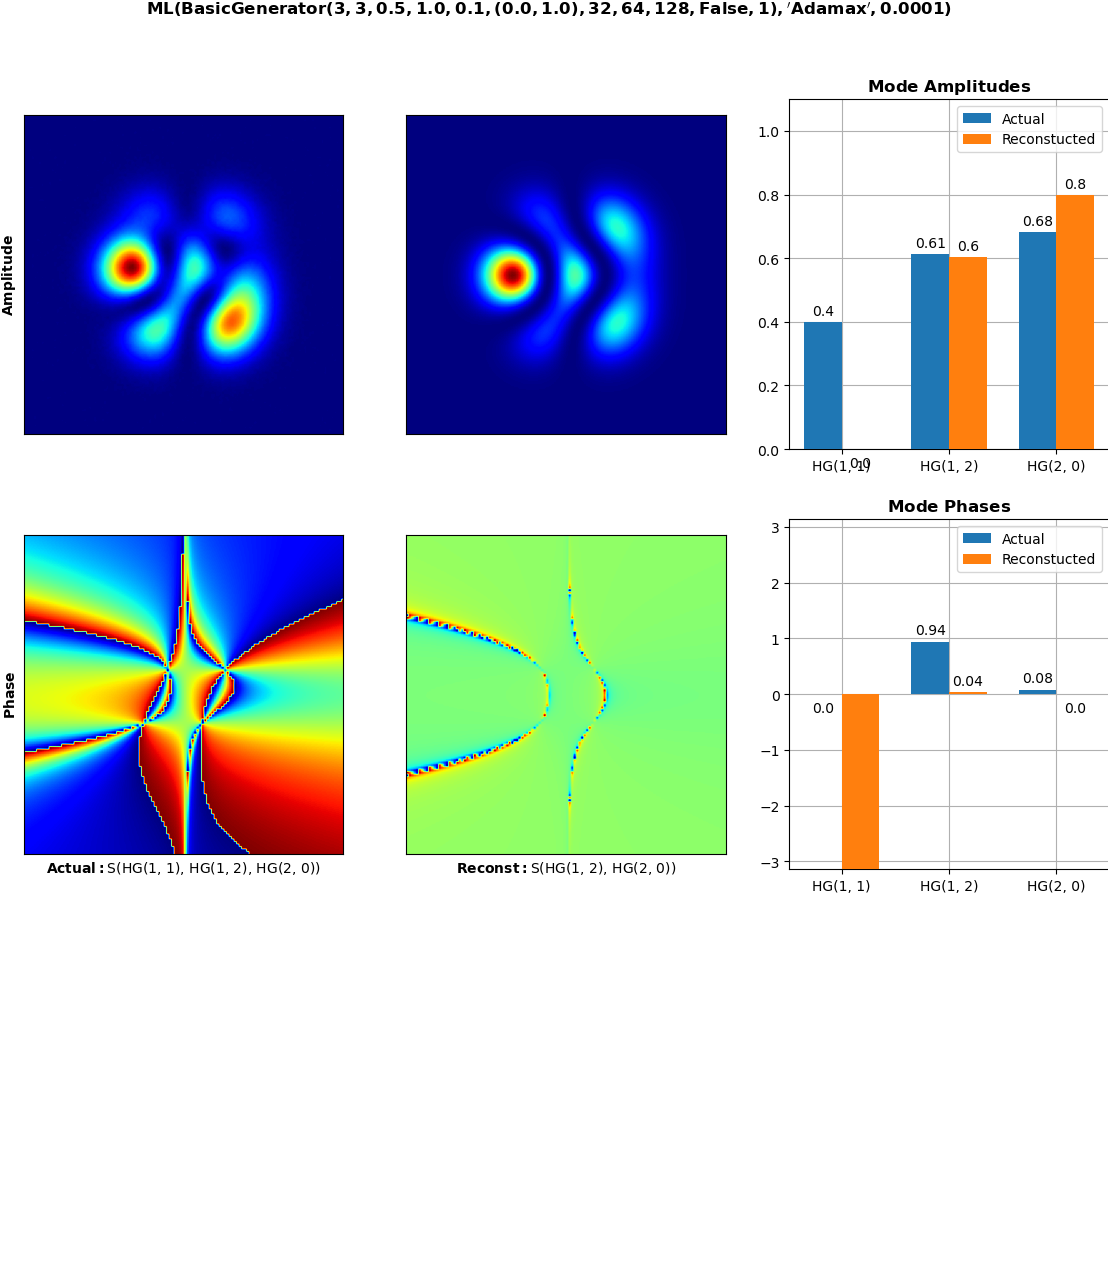 ML(BasicGenerator(3, 3, 0.5, 1.0, 0.1, (0.0, 1.0), 32, 64, 128, False, 1), ′Adamax′, 0.0001)
Amplitude
Mode Amplitudes
Actual
Reconstucted
1.0
0.8
0.6
0.4
0.2
0.0
0.4
0.0
0.61
0.6
0.68
0.8
HG(1, 1)
HG(1, 2)
HG(2, 0)
Phase
Actual: S(HG(1, 1), HG(1, 2), HG(2, 0))
Reconst: S(HG(1, 2), HG(2, 0))
Mode Phases
Actual
Reconstucted
3
2
1
0
−1
−2
−3
0.0
0.94
0.04
0.08
0.0
HG(1, 1)
HG(1, 2)
HG(2, 0)